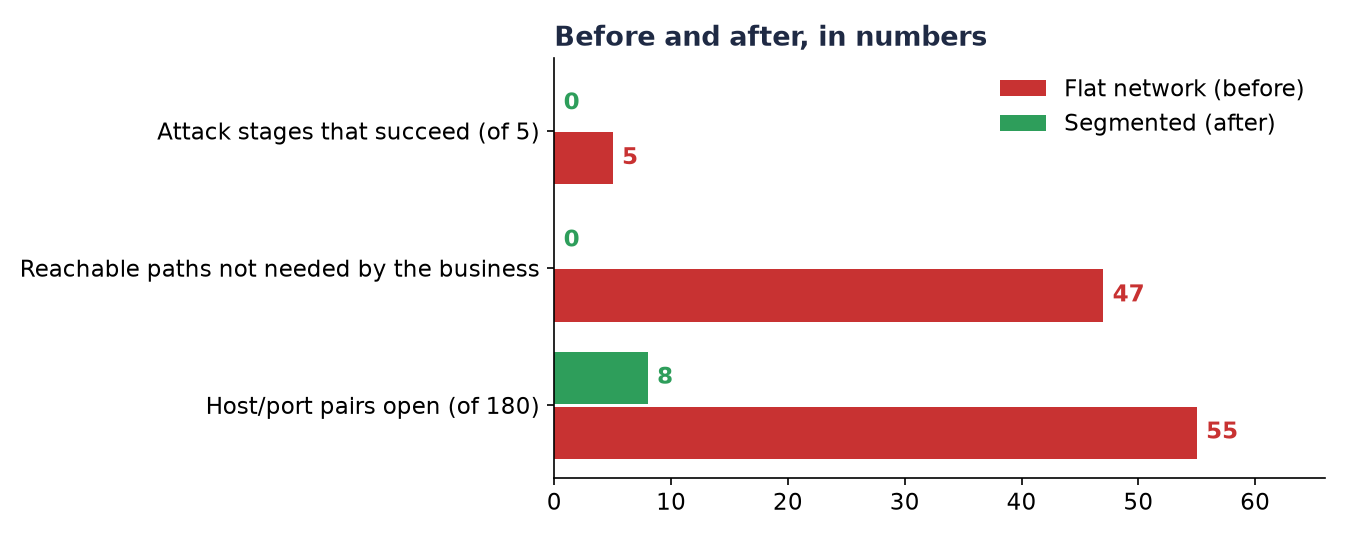 Before and after, in numbers
Flat network (before)
Segmented (after)
0
Attack stages that succeed (of 5)
5
0
Reachable paths not needed by the business
47
8
Host/port pairs open (of 180)
55
0 10 20 30 40 50 60